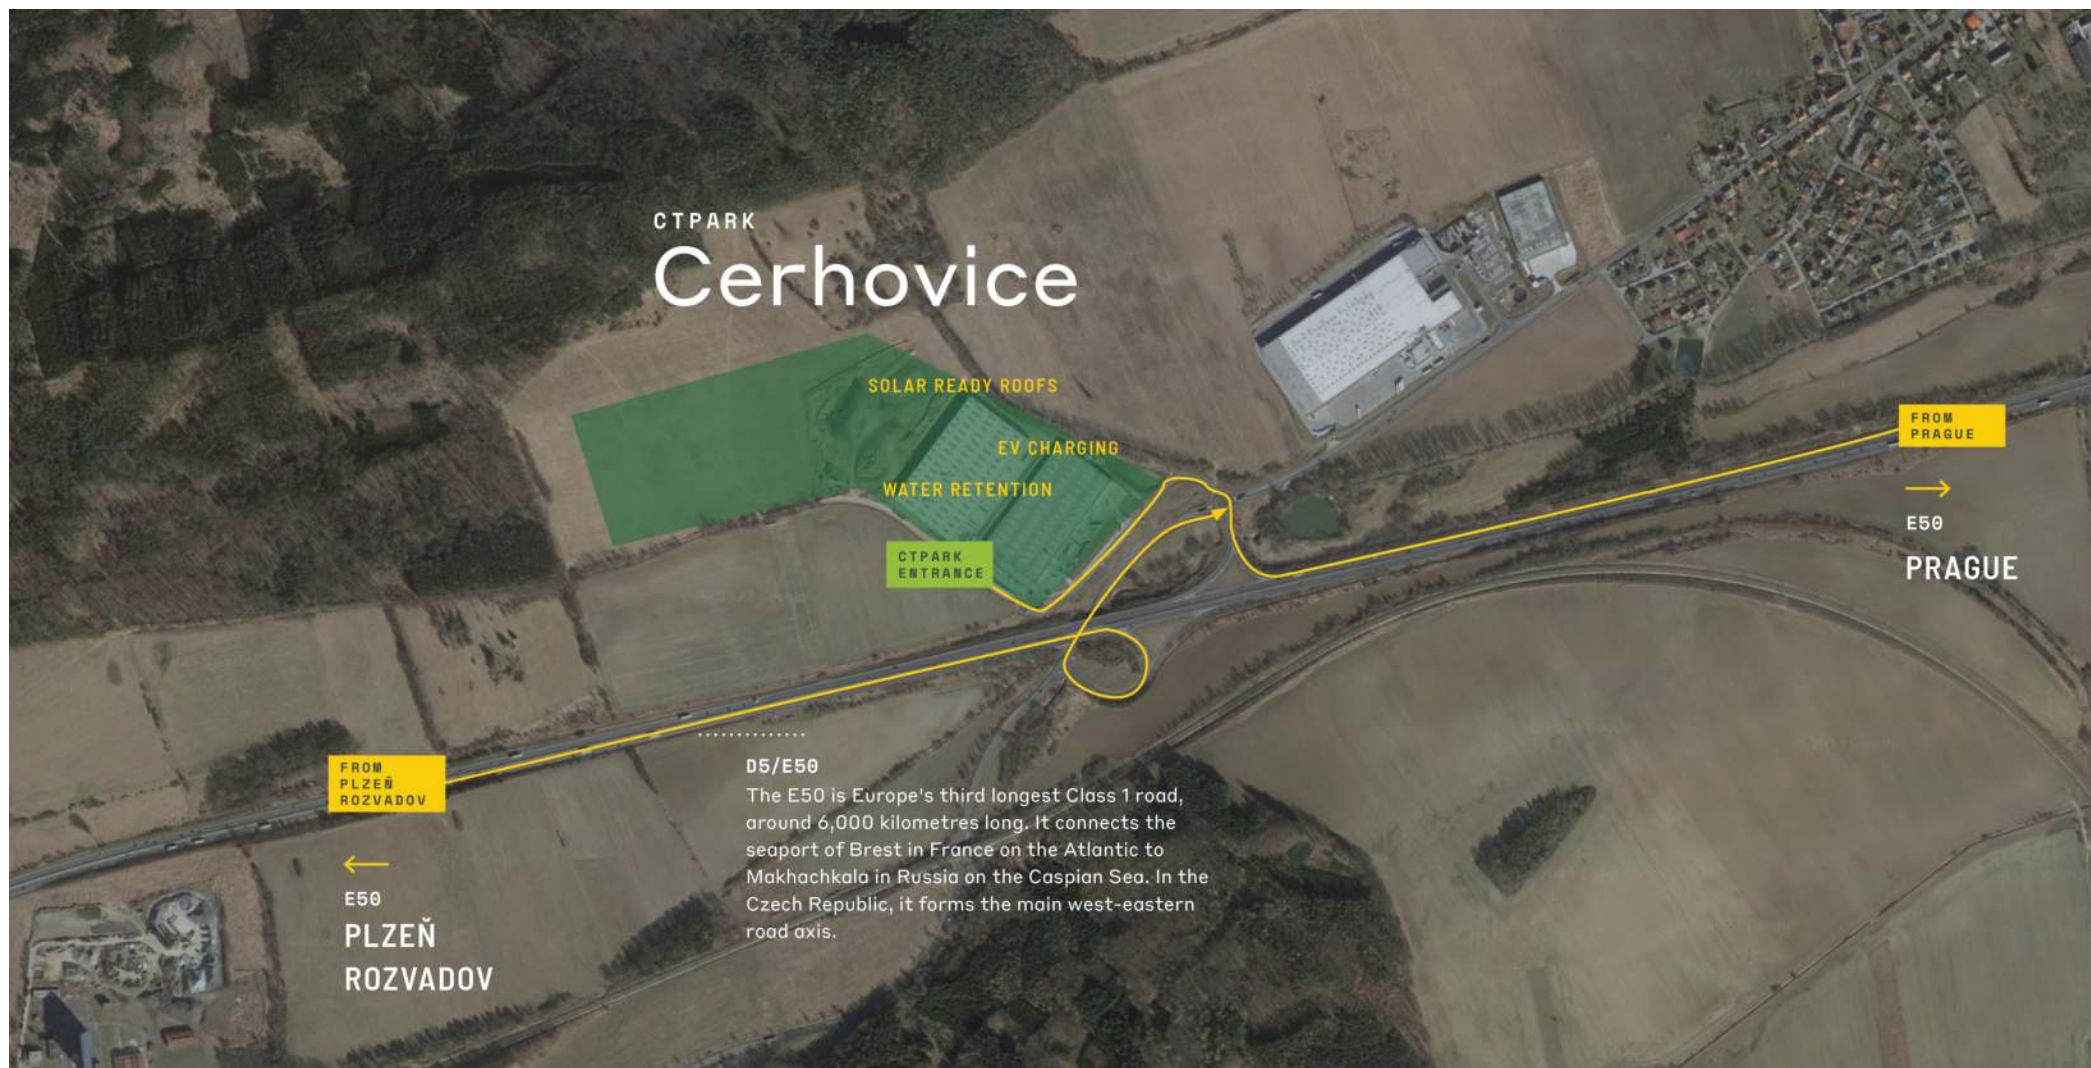 CTPARK
Cerhovice
SOLAR READY ROOFS
EV CHARGING
WATER RETENTION
CTPARK
ENTRANCE
FROM
PRAGUE
E50
PRAGUE
FROM
PLZEŇ
ROZVADOV
E50
PLZEŇ
ROZVADOV
D5/E50
The E50 is Europe's third longest Class 1 road,
around 6,000 kilometres long. It connects the
seaport of Brest in France on the Atlantic to
Makhachkala in Russia on the Caspian Sea. In the
Czech Republic, it forms the main west-eastern
road axis.